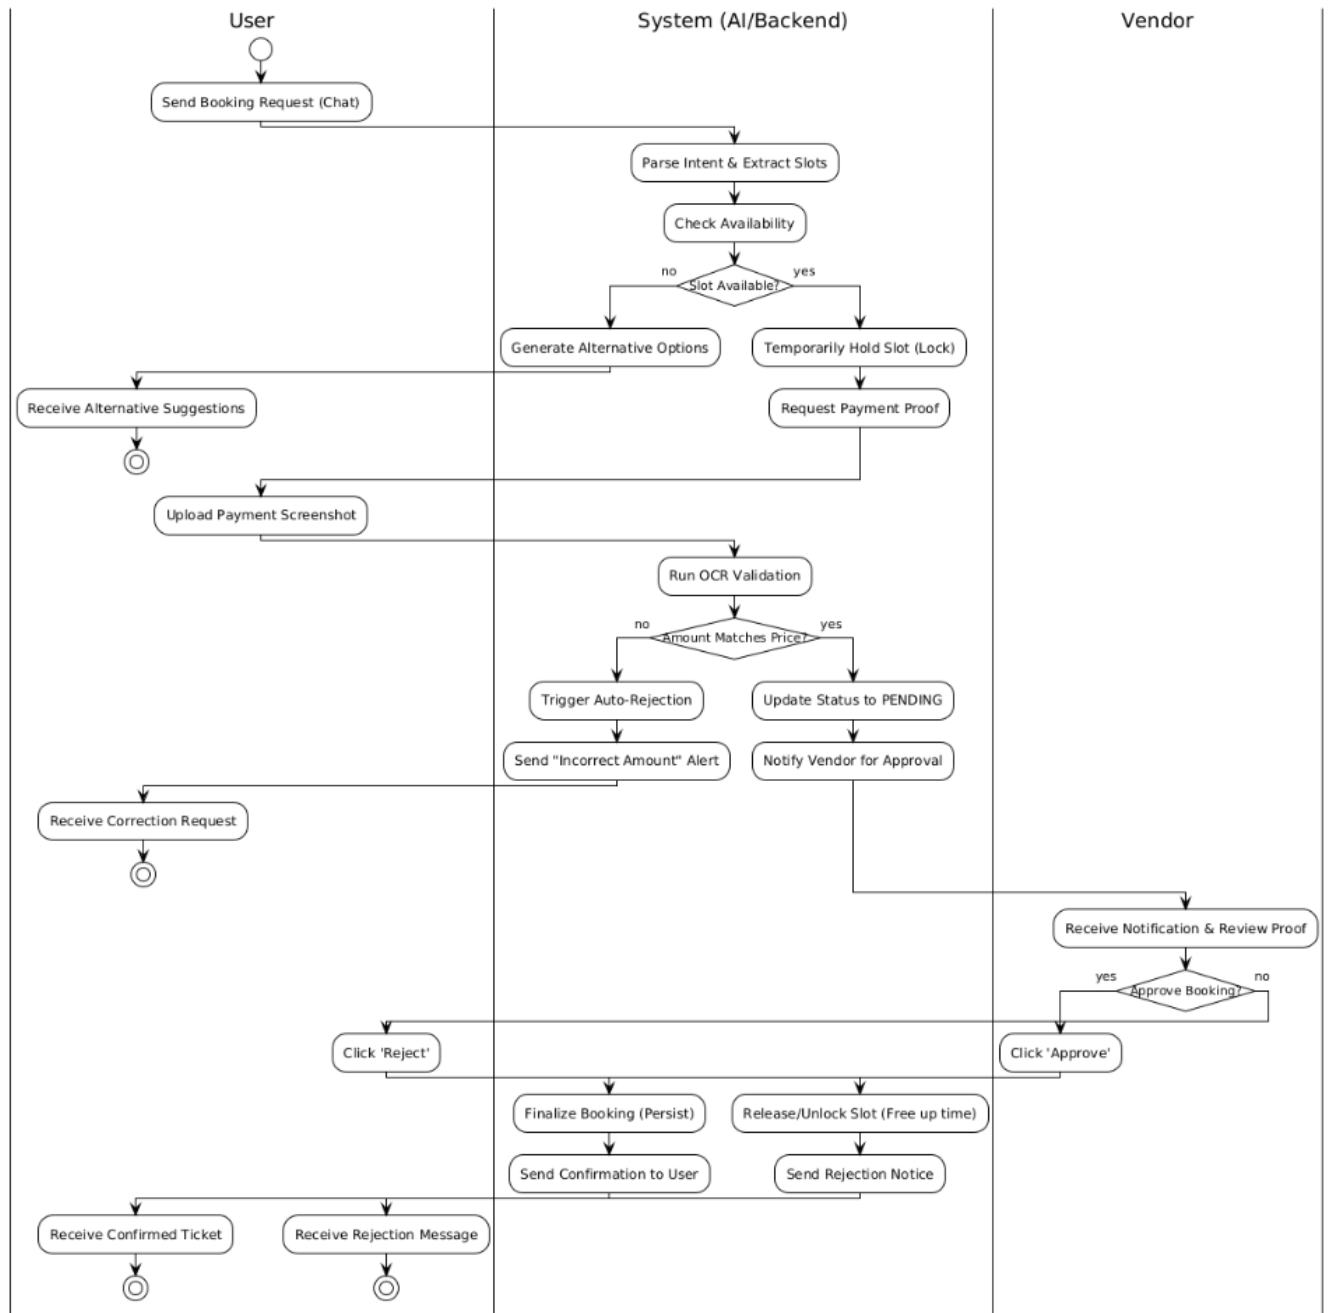 User
System (AI/Backend)
Vendor
Send Booking Request (Chat)
Parse Intent & Extract Slots
Check Availability
no
yes
Slot Available?
Generate Alternative Options
Temporarily Hold Slot (Lock)
Receive Alternative Suggestions
Request Payment Proof
Upload Payment Screenshot
Run OCR Validation
no
yes
Amount Matches Price?
Trigger Auto-Rejection
Update Status to PENDING
Send "Incorrect Amount" Alert
Notify Vendor for Approval
Receive Correction Request
Receive Notification & Review Proof
yes
no
Approve Booking?
Click 'Reject'
Click 'Approve'
Finalize Booking (Persist)
Release/Unlock Slot (Free up time)
Send Confirmation to User
Send Rejection Notice
Receive Confirmed Ticket
Receive Rejection Message